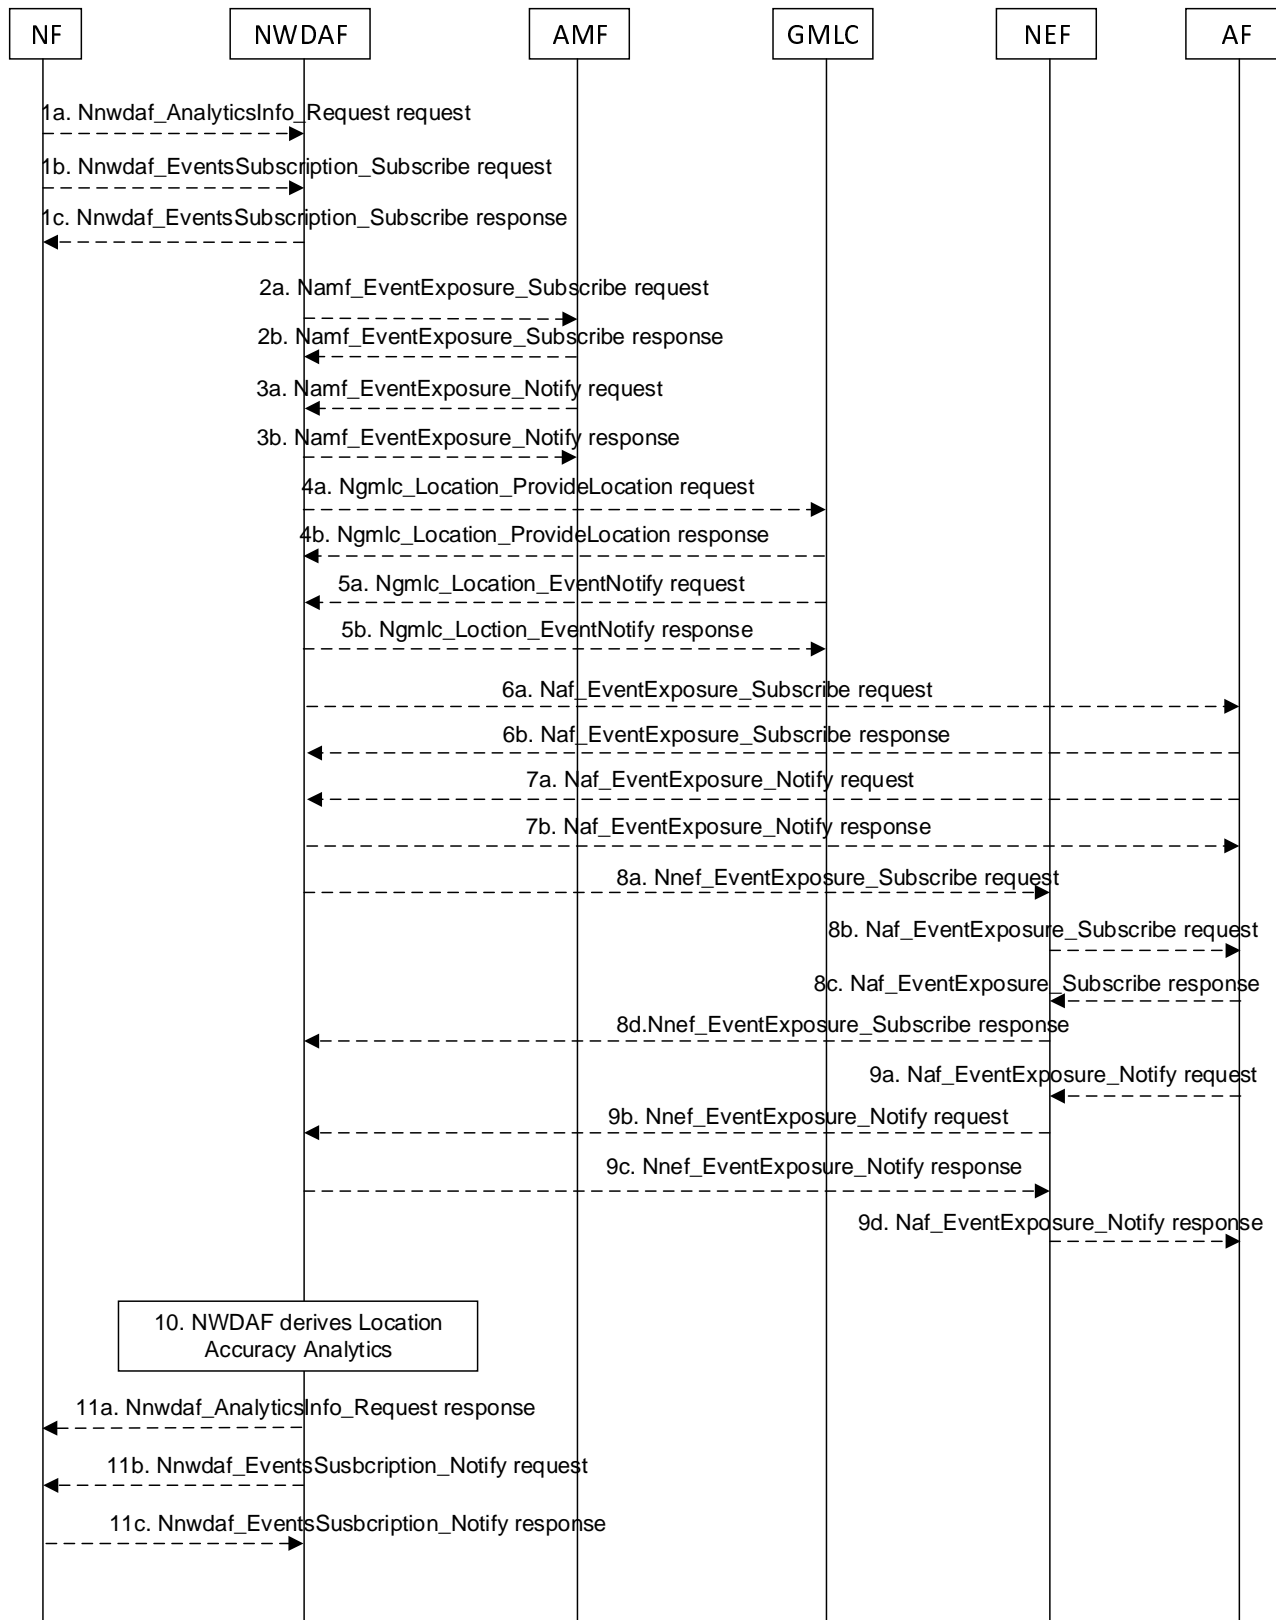 NF
NWDAF
AMF
GMLC
NEF
AF
1a. Nnwdaf_AnalyticsInfo_Request request
1b. Nnwdaf_EventsSubscription_Subscribe request
1c. Nnwdaf_EventsSubscription_Subscribe response
2a. Namf_EventExposure_Subscribe request
2b. Namf_EventExposure_Subscribe response
3a. Namf_EventExposure_Notify request
3b. Namf_EventExposure_Notify response
4a. Ngmlc_Location_ProvideLocation request
4b. Ngmlc_Location_ProvideLocation response
5a. Ngmlc_Location_EventNotify request
5b. Ngmlc_Loction_EventNotify response
6a. Naf_EventExposure_Subscribe request
6b. Naf_EventExposure_Subscribe response
7a. Naf_EventExposure_Notify request
7b. Naf_EventExposure_Notify response
8a. Nnef_EventExposure_Subscribe request
8b. Naf_EventExposure_Subscribe request
8c. Naf_EventExposure_Subscribe response
8d.Nnef_EventExposure_Subscribe response
9a. Naf_EventExposure_Notify request
9b. Nnef_EventExposure_Notify request
9c. Nnef_EventExposure_Notify response
9d. Naf_EventExposure_Notify response
10. NWDAF derives Location
Accuracy Analytics
11a. Nnwdaf_AnalyticsInfo_Request response
11b. Nnwdaf_EventsSusbcription_Notify request
11c. Nnwdaf_EventsSusbcription_Notify response